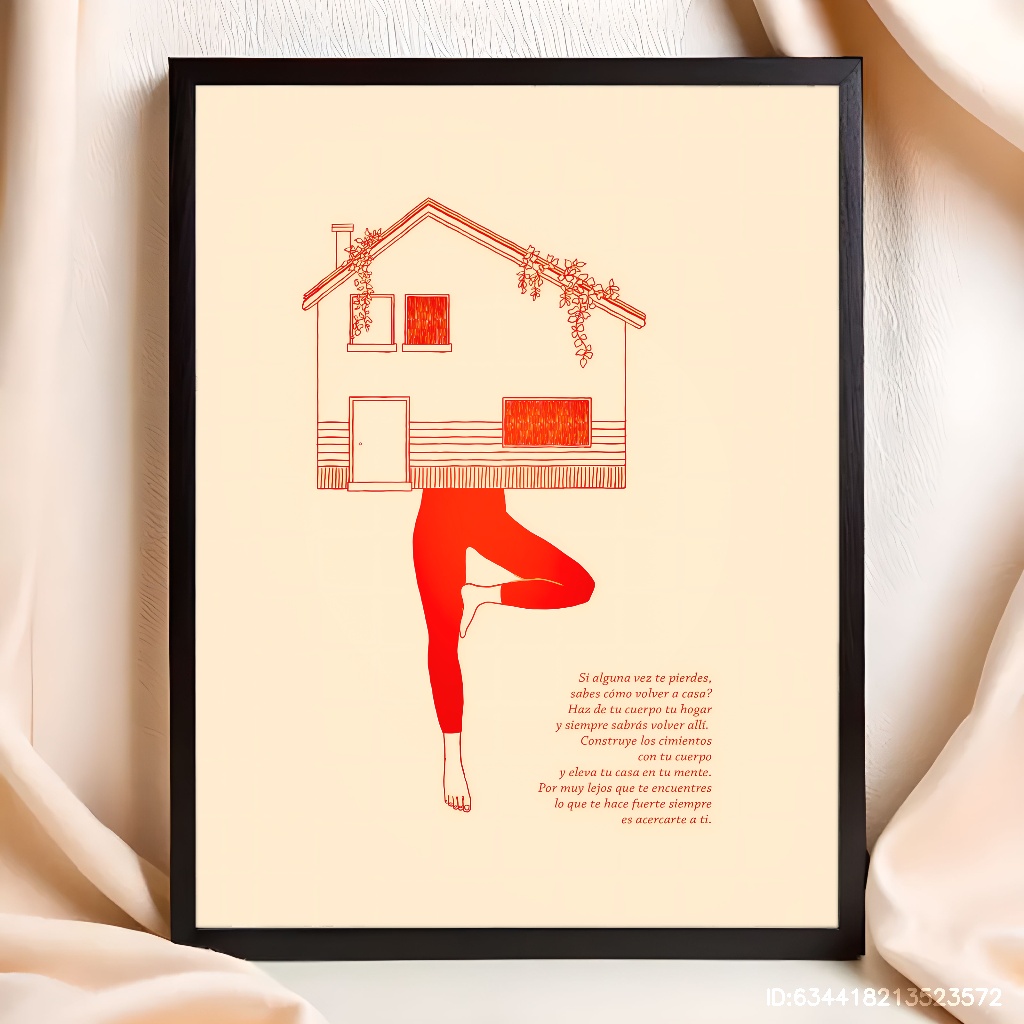 Si alguna vez te pierdes,
sabes cómo volver a casa?
Haz de tu cuerpo tu hogar
y siempre sabrás volver allí.
Construye los cimientos
con tu cuerpo
y eleva tu casa en tu mente.
Por muy lejos que te encuentres
lo que te hace fuerte siempre
es acercarte a ti.
ID:634418213523572